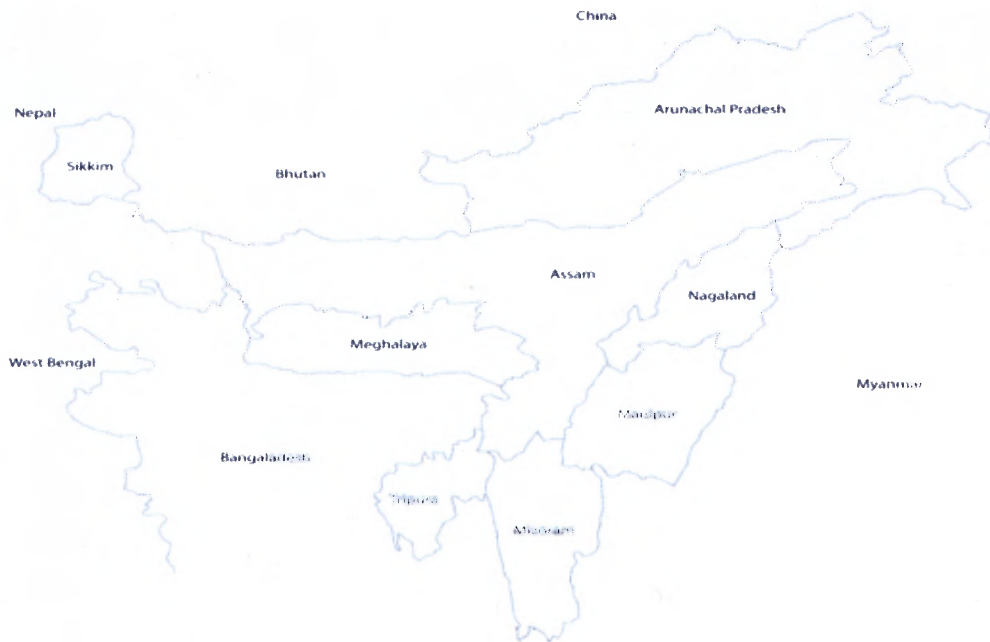 China
Arunachal Pradesh
Nepal
Sikkim
Bhutan
Assam
Nagaland
Meghalaya
West Bengal
Myanmar
Manipur
Bangaladesh
Tripura
Mizoram